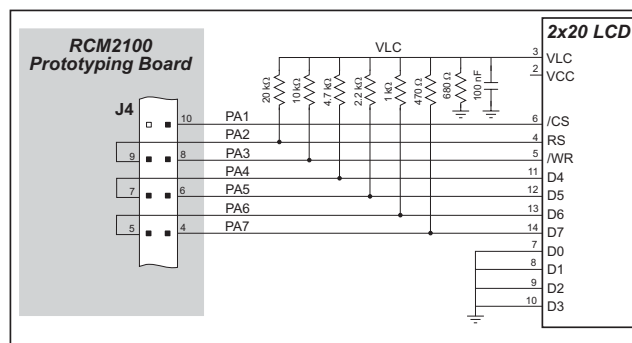 RCM2100
Prototyping Board
2x20 LCD
VLC
3 VLC
2 VCC
20 kΩ
10 kΩ
4.7 kΩ
2.2 kΩ
1 kΩ
470 Ω
680 Ω
100 nF
J4
10 PA1 6 /CS
PA2 4 RS
9 8 PA3 5 /WR
PA4 11 D4
7 6 PA5 12 D5
PA6 13 D6
5 4 PA7 14 D7
7 D0
8 D1
9 D2
10 D3